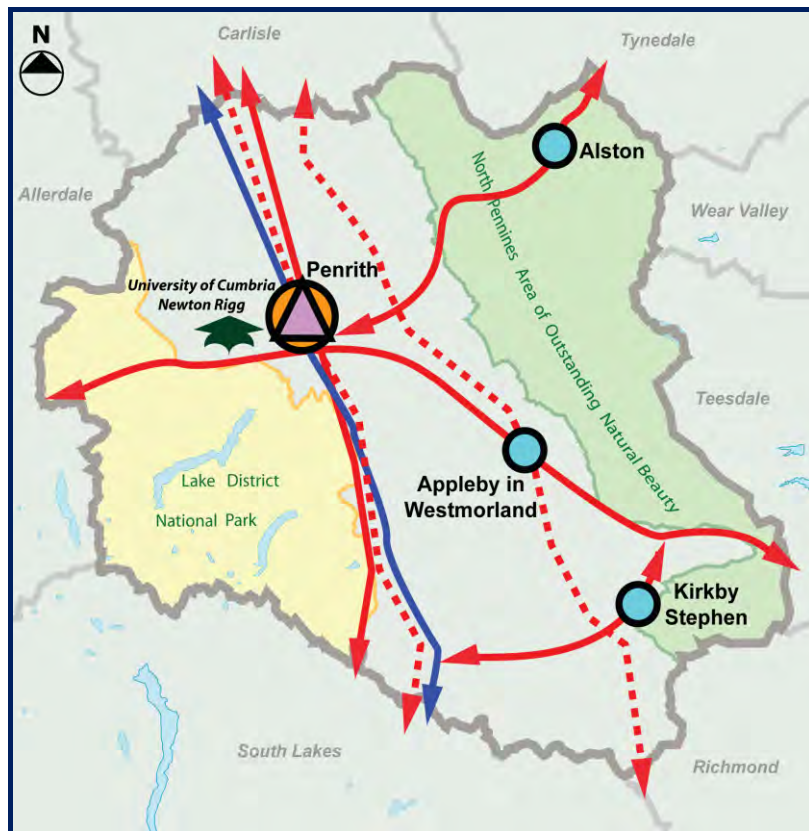 N
Carlisle
Tynedale
Alston
Allerdale
North Pennines Area of Outstanding Natural Beauty
Wear Valley
Penrith
University of Cumbria
Newton Rigg
Teesdale
Lake District
National Park
Appleby in
Westmorland
Kirkby
Stephen
South Lakes
Richmond